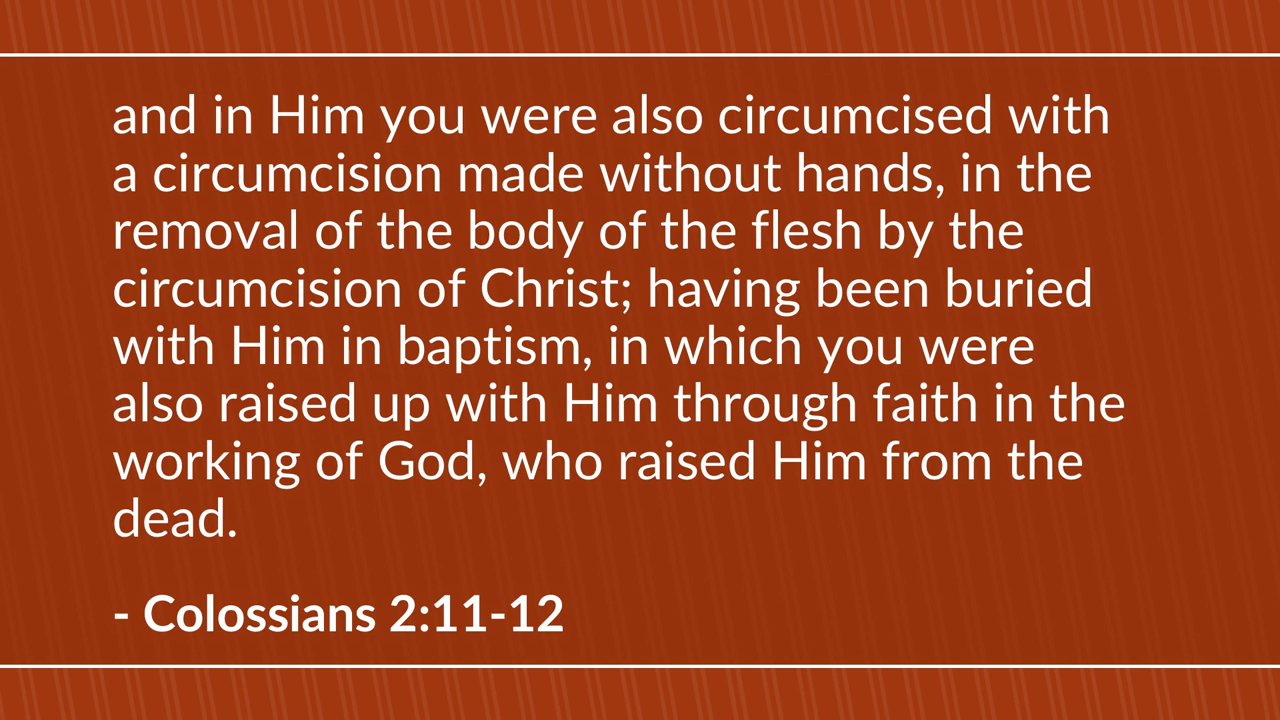 and in Him you were also circumcised with
a circumcision made without hands, in the
removal of the body of the flesh by the
circumcision of Christ; having been buried
with Him in baptism, in which you were
also raised up with Him through faith in the
working of God, who raised Him from the
dead.
- Colossians 2:11-12